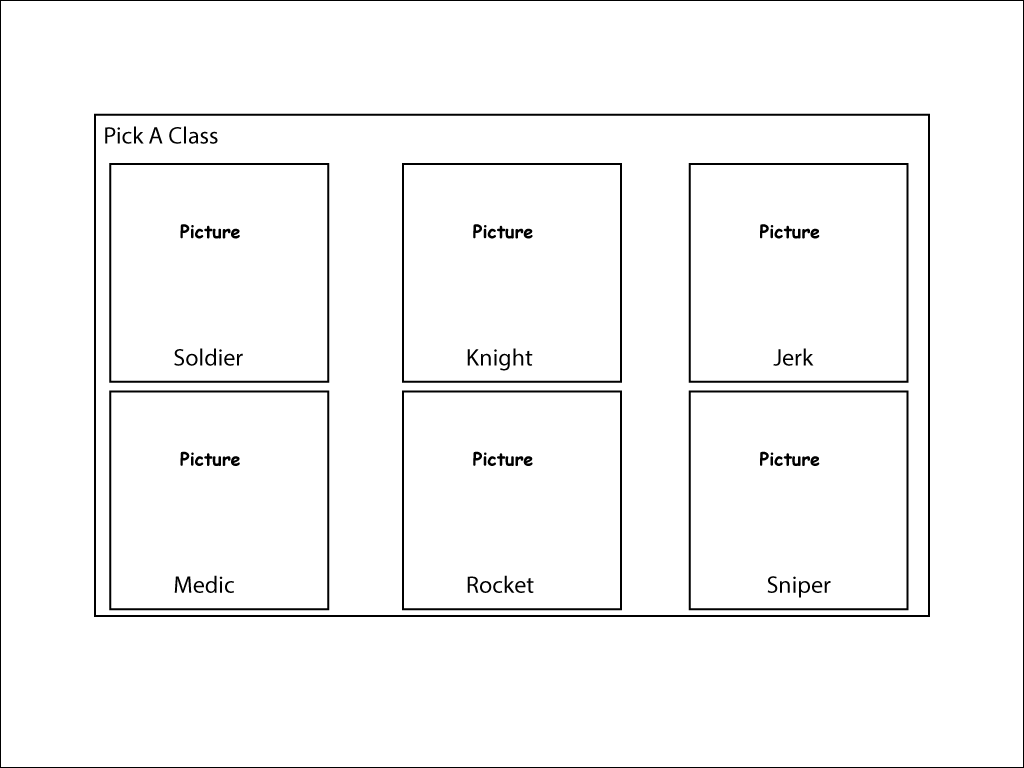 Pick A Class
Picture
Picture
Picture
Soldier
Knight
Jerk
Picture
Picture
Picture
Medic
Rocket
Sniper